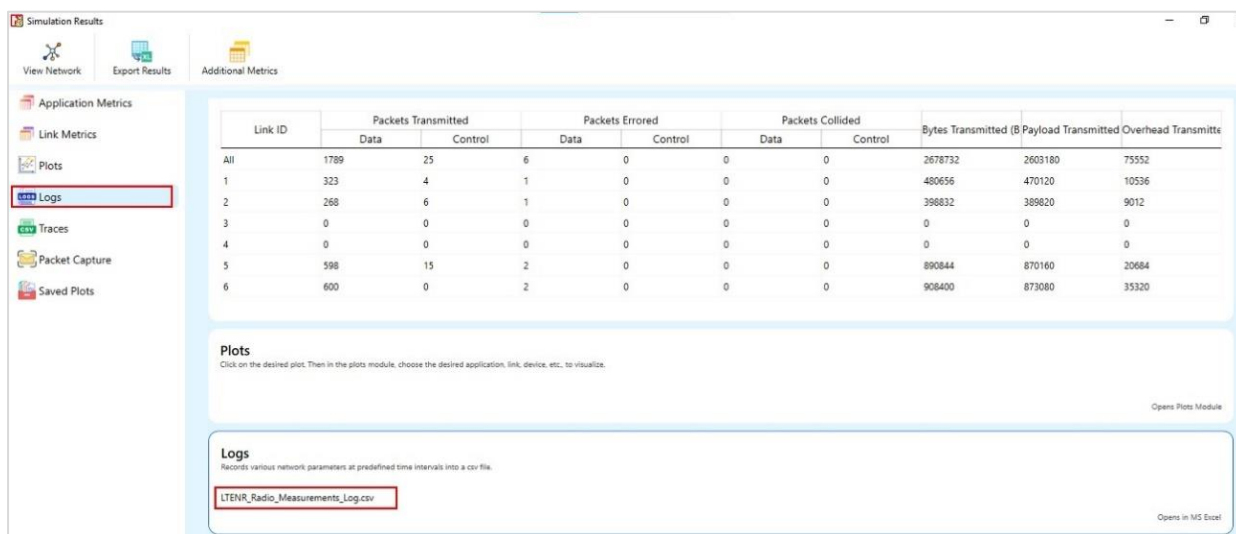 Simulation Results
View Network Export Results Additional Metrics
Application Metrics
Link Metrics
Plots
Logs
Traces
Packet Capture
Saved Plots
Link ID Packets Transmitted Packets Errored Packets Collided Bytes Transmitted (B Payload Transmitted Overhead Transmitte
Data Control Data Control Data Control
All 1789 25 6 0 0 0 2678732 2603180 75552
1 323 4 1 0 0 0 480656 470120 10536
2 268 6 1 0 0 0 398832 389820 9012
3 0 0 0 0 0 0 0 0 0
4 0 0 0 0 0 0 0 0 0
5 598 15 2 0 0 0 890844 870160 20684
6 600 0 2 0 0 0 908400 873080 35320
Plots
Click on the desired plot. Then in the plots module, choose the desired application, link, device, etc., to visualize.
Opens Plots Module
Logs
Records various network parameters at predefined time intervals into a csv file.
LTENR_Radio_Measurements_Log.csv
Opens in MS Excel